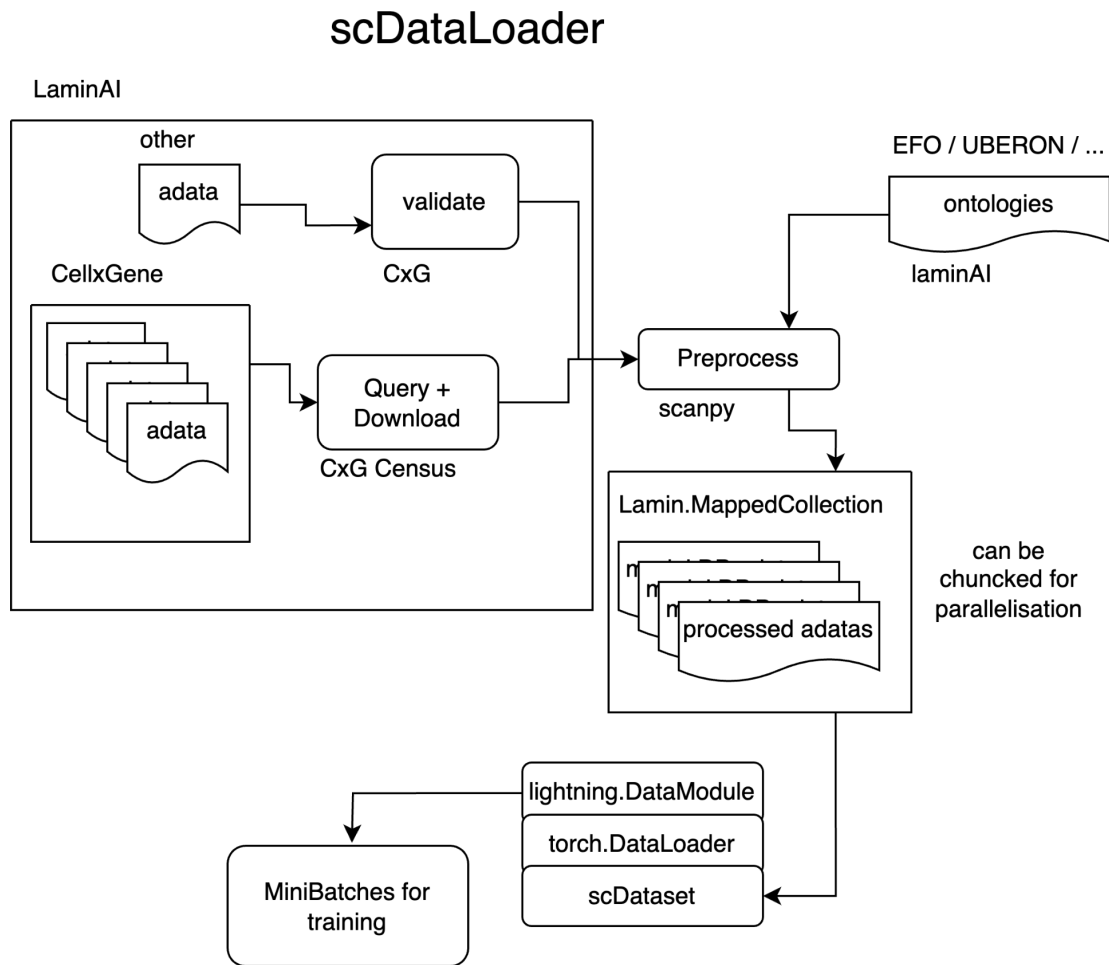 scDataLoader
LaminAI
other
adata
validate
CxG
EFO / UBERON / ...
ontologies
laminAI
CellxGene
adata
Query +
Download
CxG Census
Preprocess
scanpy
Lamin.MappedCollection
processed adatas
can be
chuncked for
parallelisation
lightning.DataModule
torch.DataLoader
scDataset
MiniBatches for
training